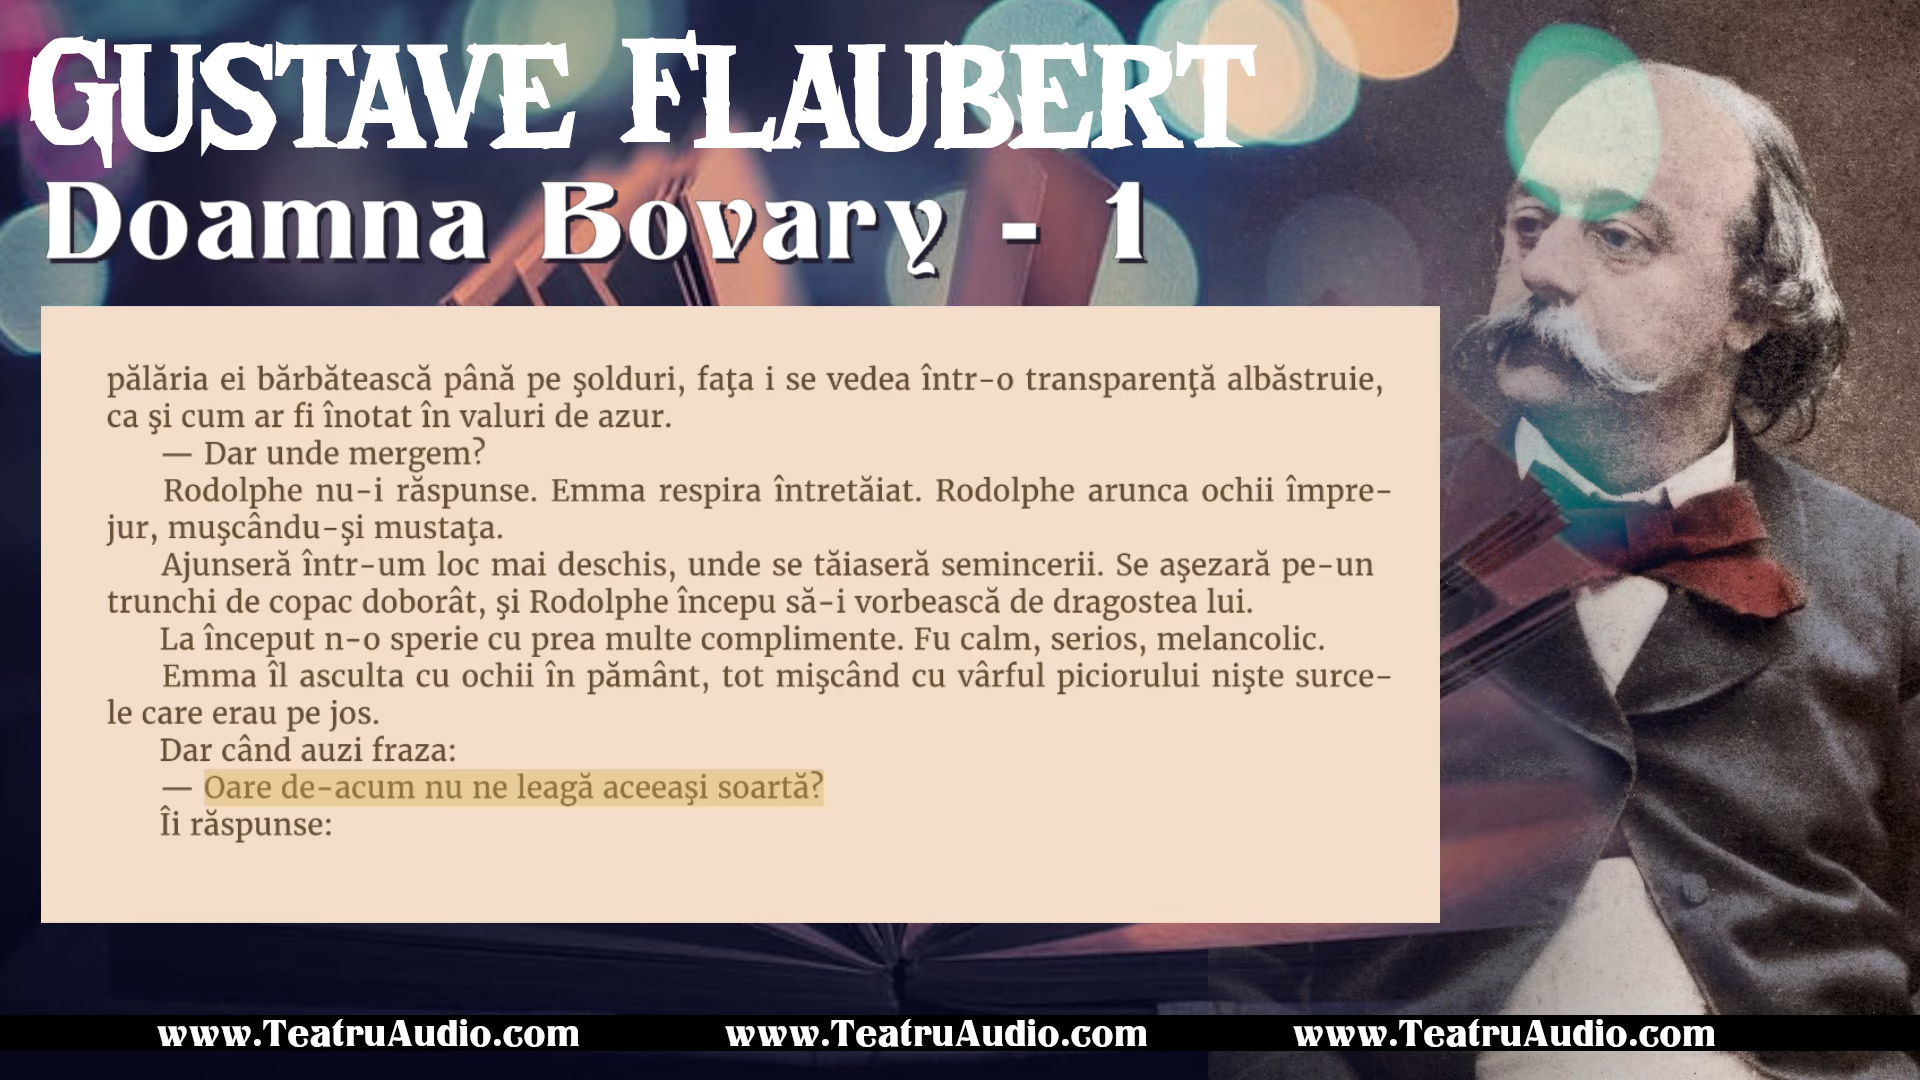 GUSTAVE FLAUBERT
Doamna Bovary - 1
pălăria ei bărbătească până pe şolduri, faţa i se vedea într-o transparenţă albăstruie,
ca şi cum ar fi înotat în valuri de azur.
— Dar unde mergem?
Rodolphe nu-i răspunse. Emma respira întretăiat. Rodolphe arunca ochii împre-
jur, muşcându-şi mustaţa.
Ajunseră într-um loc mai deschis, unde se tăiaseră semincerii. Se aşezară pe-un
trunchi de copac doborât, şi Rodolphe începu să-i vorbească de dragostea lui.
La început n-o sperie cu prea multe complimente. Fu calm, serios, melancolic.
Emma îl asculta cu ochii în pământ, tot mişcând cu vârful piciorului nişte surce-
le care erau pe jos.
Dar când auzi fraza:
— Oare de-acum nu ne leagă aceeaşi soartă?
Îi răspunse:
www.TeatruAudio.com www.TeatruAudio.com www.TeatruAudio.com